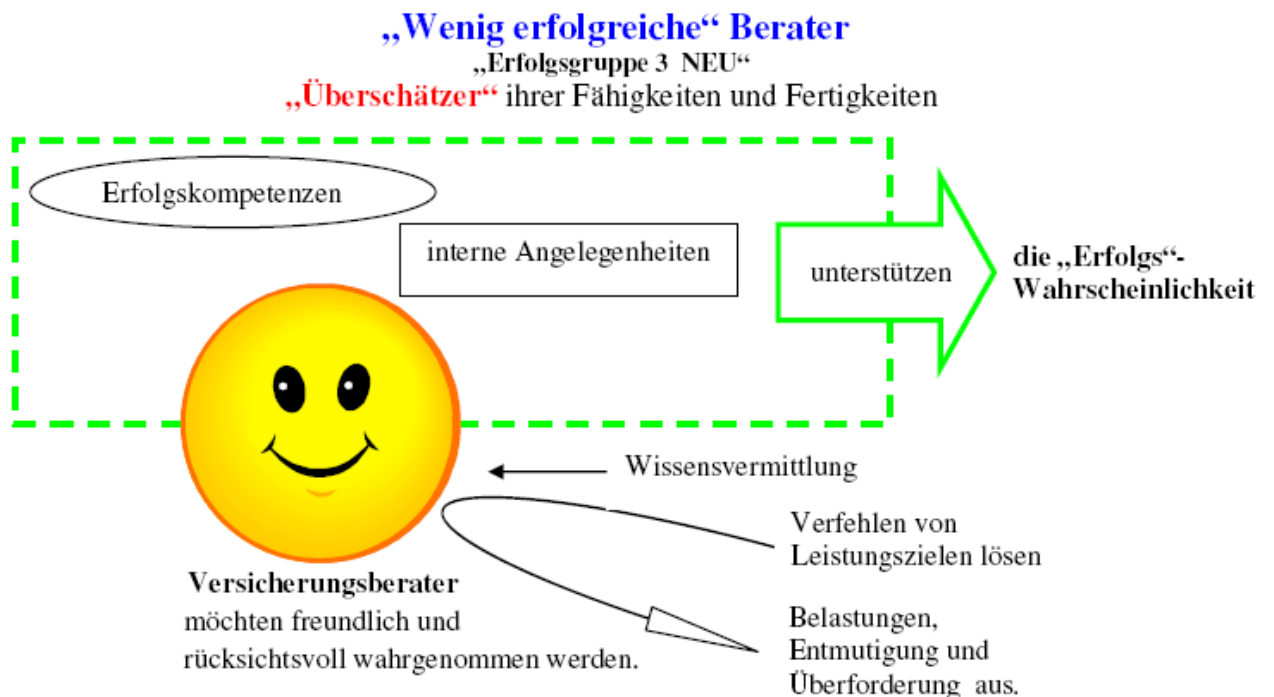 „Wenig erfolgreiche“ Berater
„Erfolgsgruppe 3 NEU“
„Überschätzer“ ihrer Fähigkeiten und Fertigkeiten
Erfolgskompetenzen
interne Angelegenheiten
unterstützen
die „Erfolgs“-
Wahrscheinlichkeit
Wissensvermittlung
Verfehlen von
Leistungszielen lösen
Versicherungsberater
möchten freundlich und
rücksichtsvoll wahrgenommen werden.
Belastungen,
Entmutigung und
Überforderung aus.